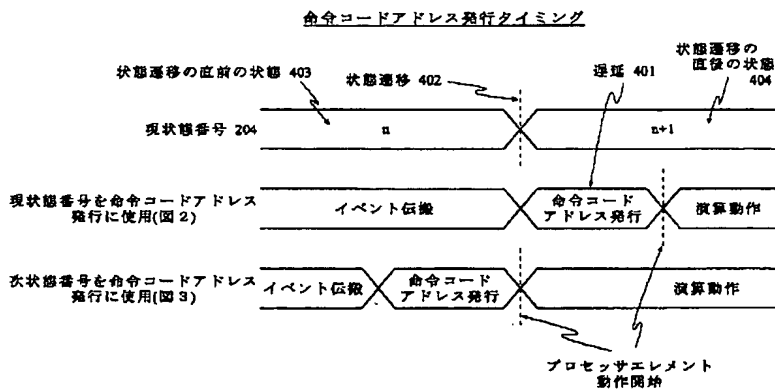 命令コードアドレス発行タイミング
状態遷移の直前の状態 403
状態遷移 402
遅延 401
状態遷移の
直後の状態
404
現状態番号 204
n
n+1
現状態番号を命令コードアドレス
発行に使用(図2)
イベント伝搬
命令コード
アドレス発行
演算動作
次状態番号を命令コードアドレス
発行に使用(図3)
イベント伝搬
命令コード
アドレス発行
演算動作
プロセッサエレメント
動作開始